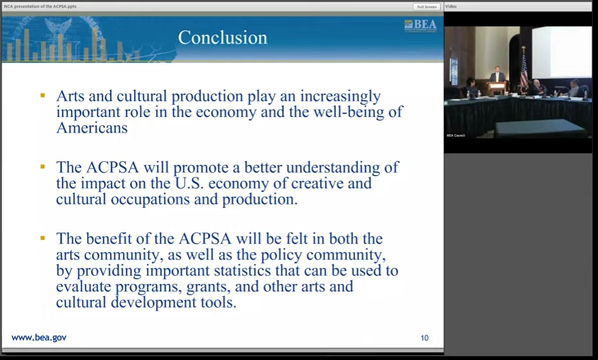 NEA presentation of the ACPSA.pptx
Full Screen
Video
BEA
Conclusion
▪ Arts and cultural production play an increasingly
important role in the economy and the well-being of
Americans
▪ The ACPSA will promote a better understanding of
the impact on the U.S. economy of creative and
cultural occupations and production.
▪ The benefit of the ACPSA will be felt in both the
arts community, as well as the policy community,
by providing important statistics that can be used to
evaluate programs, grants, and other arts and
cultural development tools.
www.bea.gov
10
NEA Council